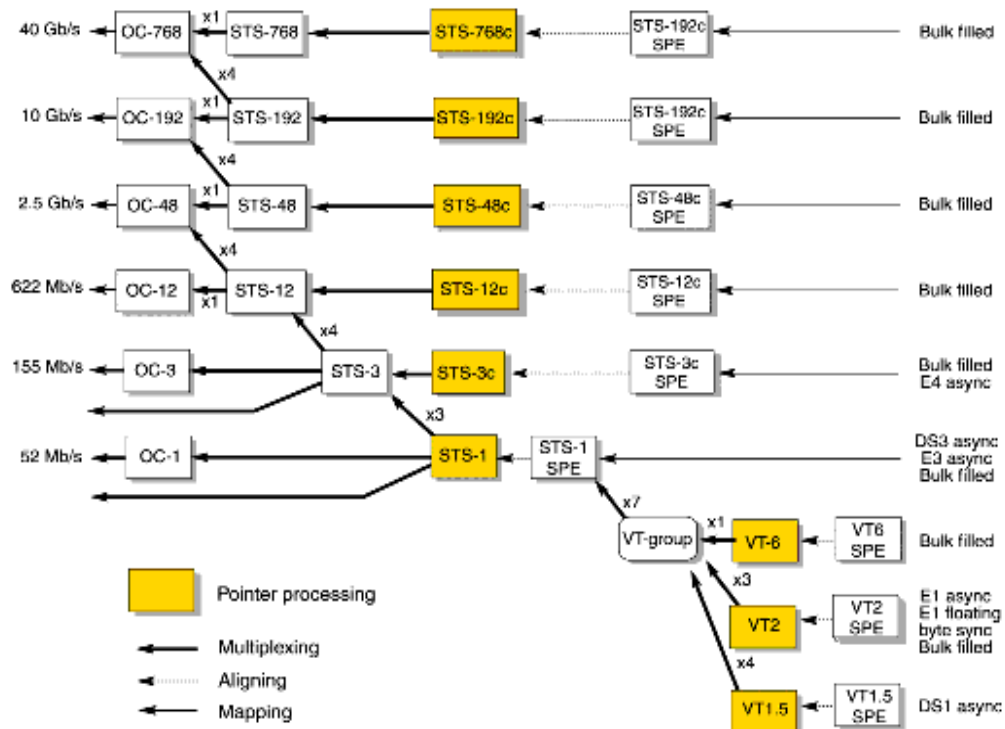 40 Gb/s
OC-768
x1
STS-768
STS-768c
STS-192c
SPE
Bulk filled
x4
10 Gb/s
OC-192
x1
STS-192
STS-192c
STS-192c
SPE
Bulk filled
x4
2.5 Gb/s
OC-48
x1
STS-48
STS-48c
STS-48c
SPE
Bulk filled
x4
622 Mb/s
OC-12
x1
STS-12
STS-12c
STS-12c
SPE
Bulk filled
x4
155 Mb/s
OC-3
STS-3
STS-3c
STS-3c
SPE
Bulk filled
E4 async
x3
52 Mb/s
OC-1
STS-1
STS-1
SPE
DS3 async
E3 async
Bulk filled
x7
VT-group
x1
VT-6
VT6
SPE
Bulk filled
x3
VT2
VT2
SPE
E1 async
E1 floating
byte sync
Bulk filled
x4
VT1.5
VT1.5
SPE
DS1 async
Pointer processing
Multiplexing
Aligning
Mapping